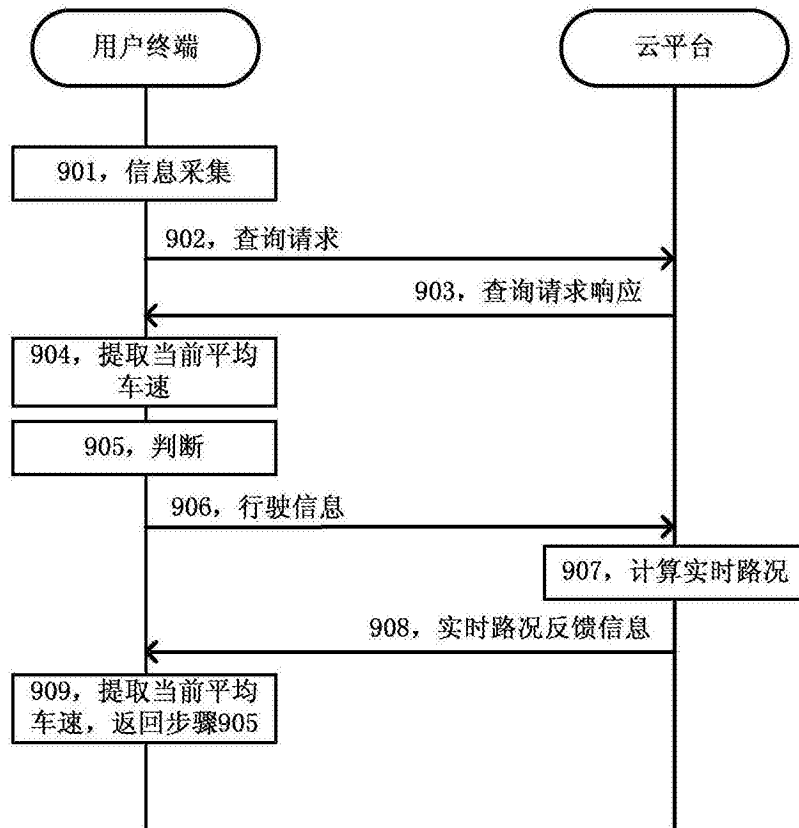 用户终端
云平台
901，信息采集
902，查询请求
903，查询请求响应
904，提取当前平均
车速
905，判断
906，行驶信息
907，计算实时路况
908，实时路况反馈信息
909，提取当前平均
车速，返回步骤905